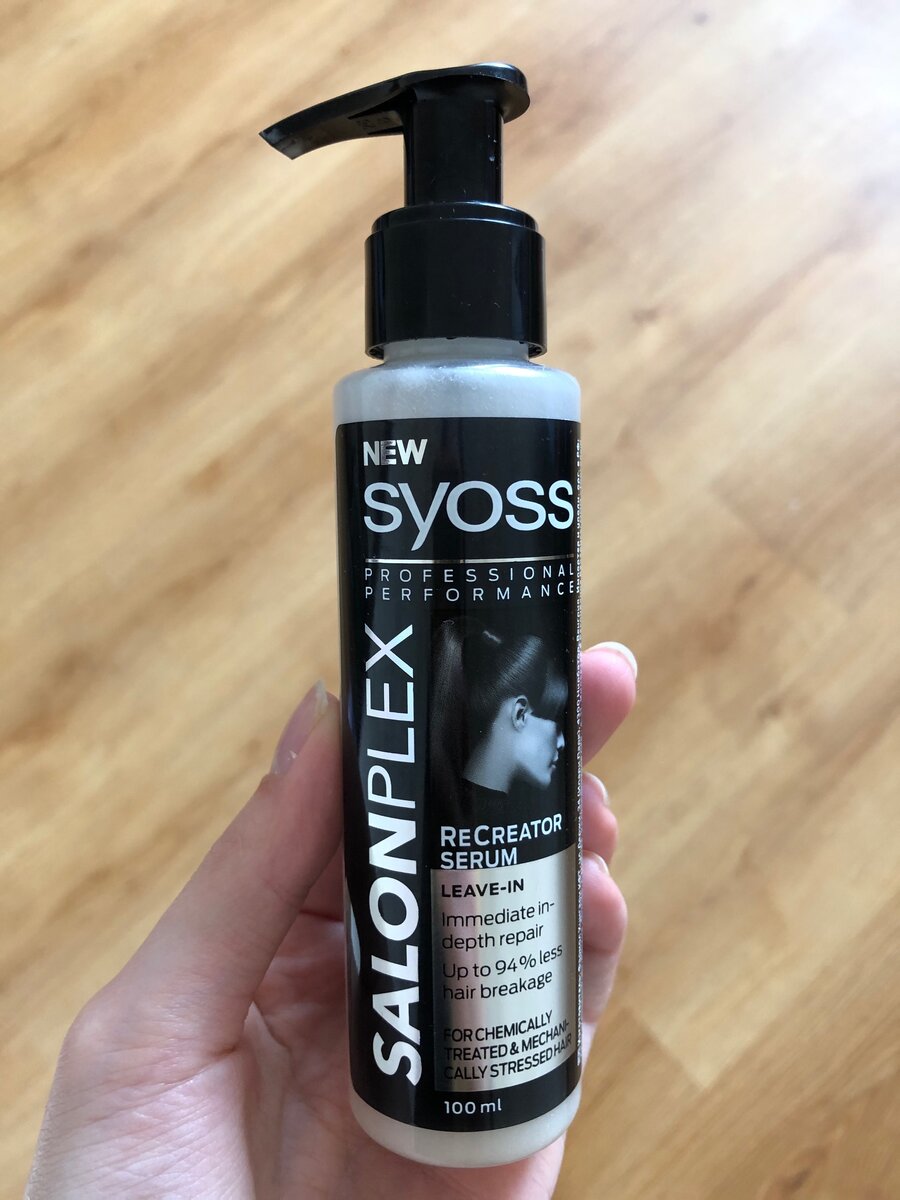 NEW
syoss
PROFESSIONAL
PERFORMANCE
SALONPLEX
RECREATOR
SERUM
LEAVE-IN
Immediate in-
depth repair
Up to 94% less
hair breakage
FOR CHEMICALLY
TREATED & MECHANI-
CALLY STRESSED HAIR
100 ml